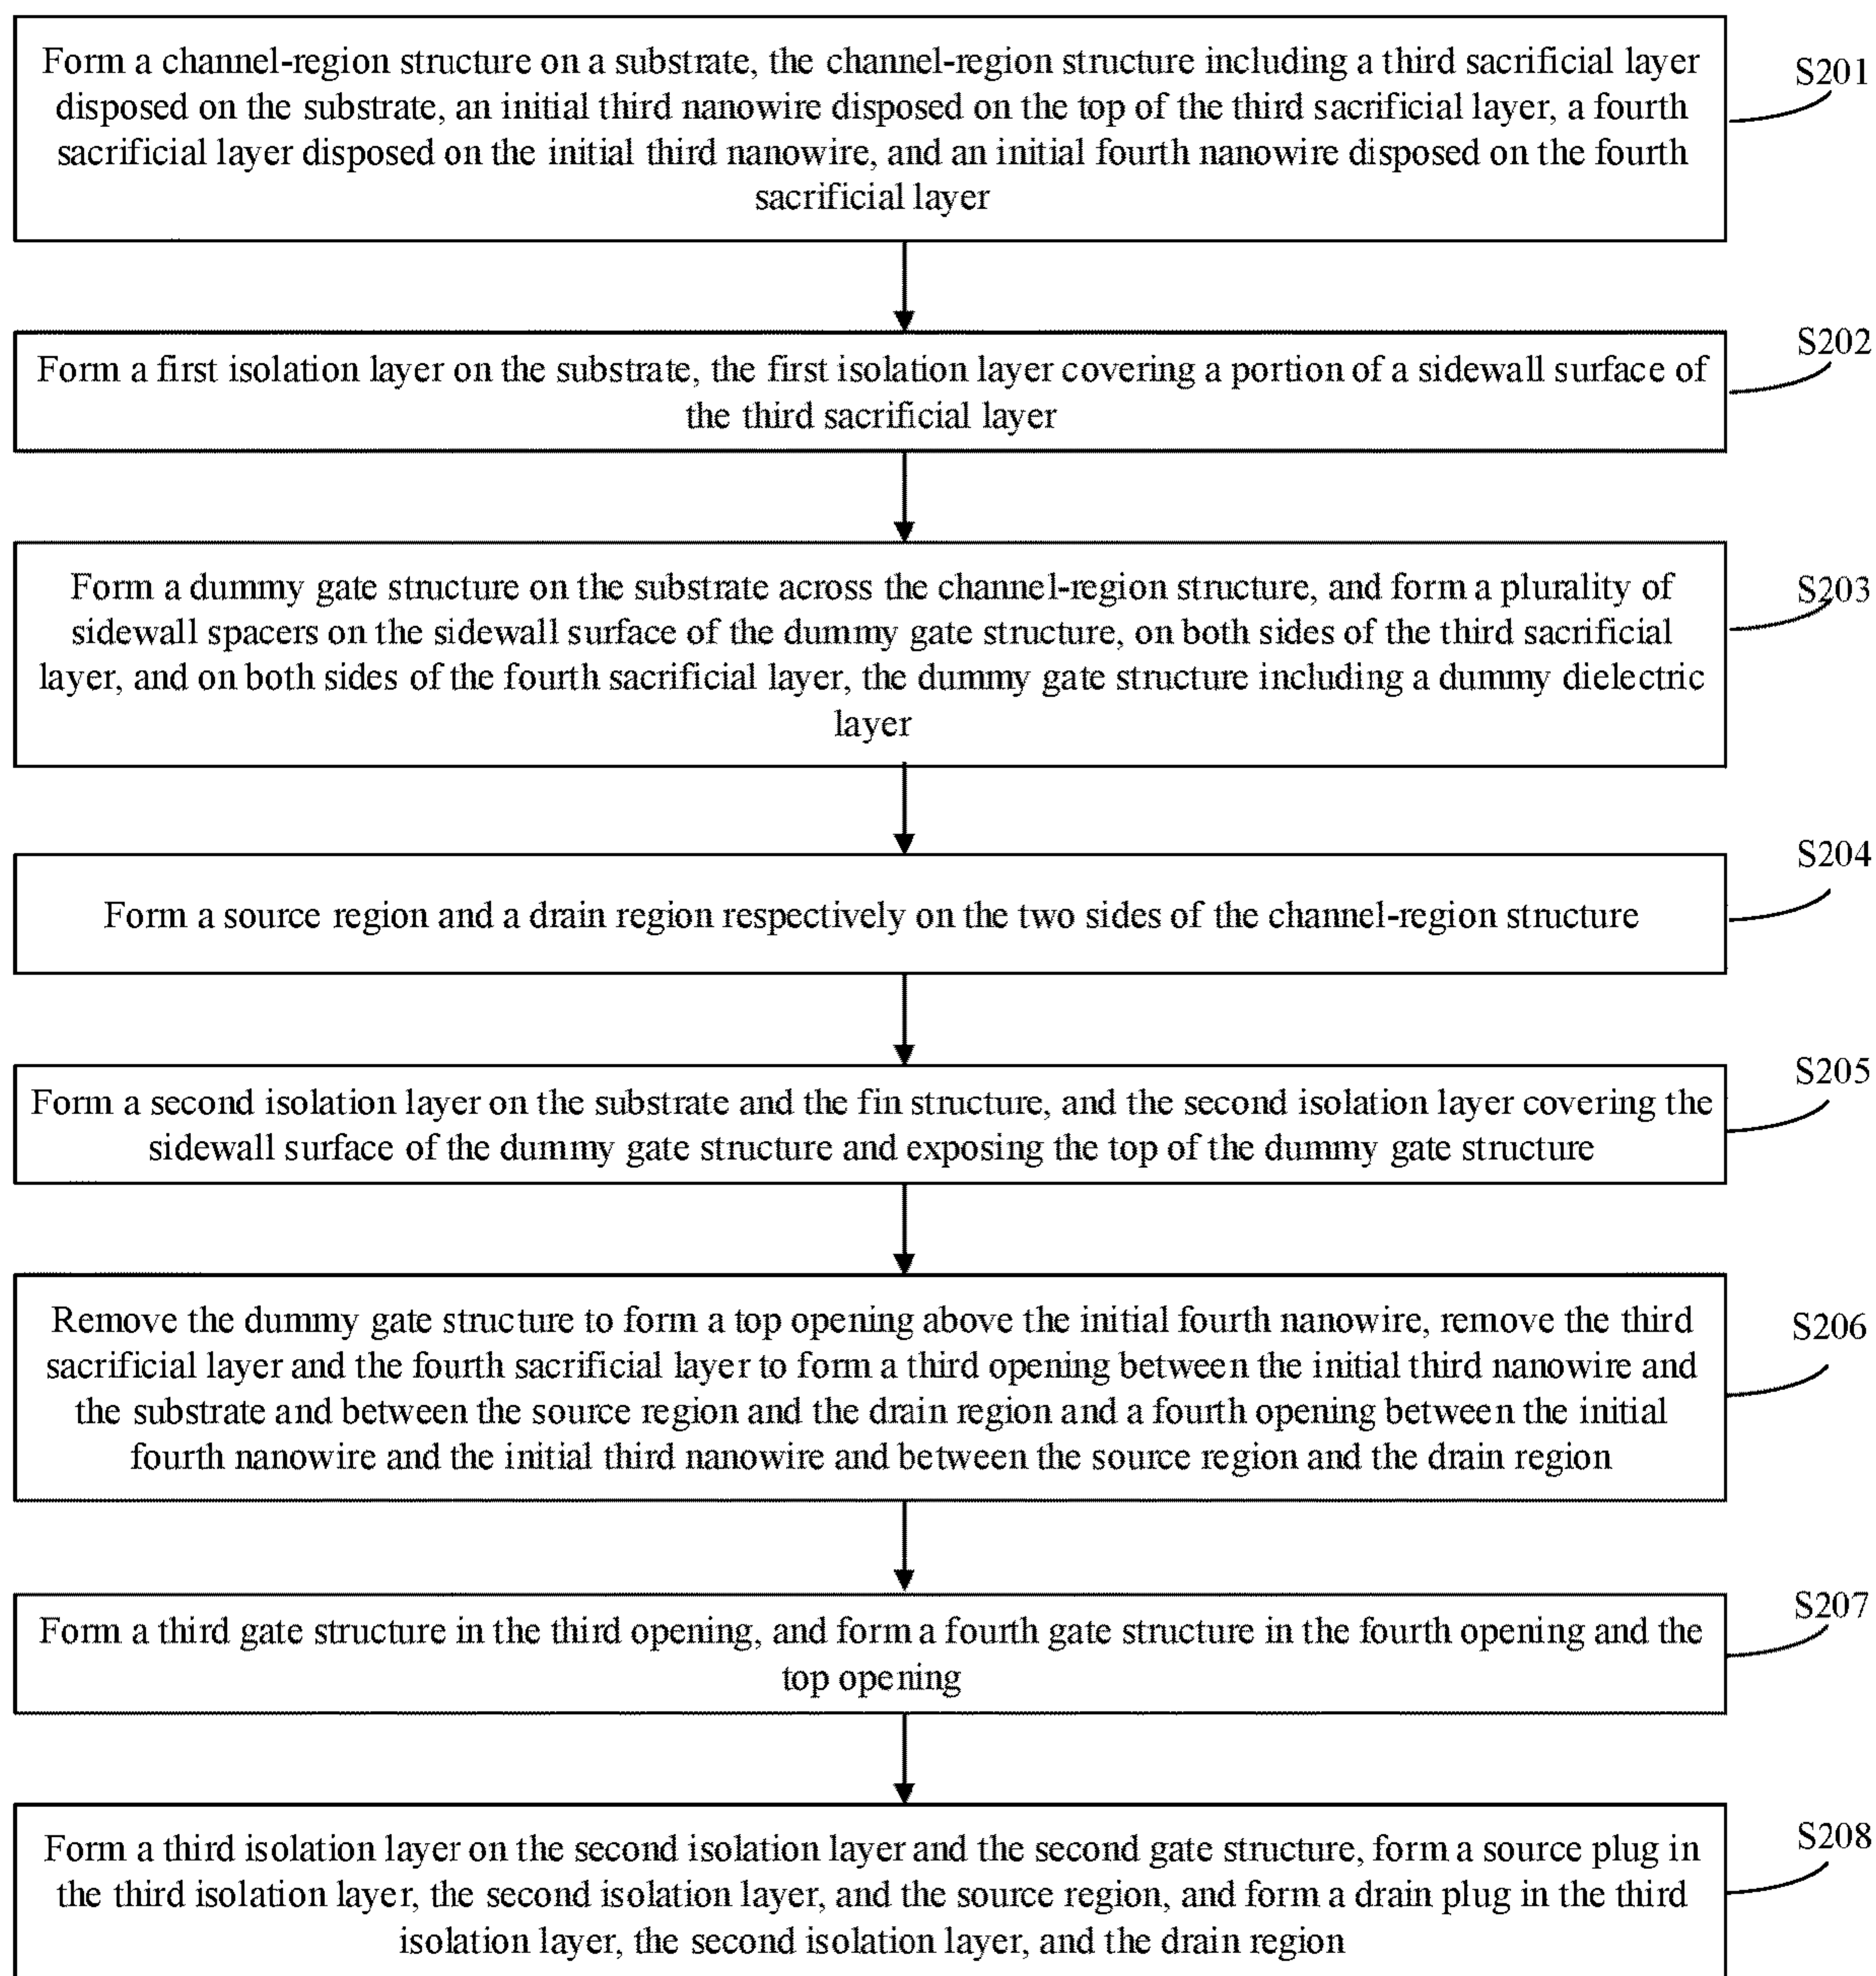 Form a channel-region structure on a substrate, the channel-region structure including a third sacrificial layer
disposed on the substrate, an initial third nanowire disposed on the top of the third sacrificial layer, a fourth
sacrificial layer disposed on the initial third nanowire, and an initial fourth nanowire disposed on the fourth
sacrificial layer
S201
Form a first isolation layer on the substrate, the first isolation layer covering a portion of a sidewall surface of
the third sacrificial layer
S202
Form a dummy gate structure on the substrate across the channel-region structure, and form a plurality of
sidewall spacers on the sidewall surface of the dummy gate structure, on both sides of the third sacrificial
layer, and on both sides of the fourth sacrificial layer, the dummy gate structure including a dummy dielectric
layer
S203
Form a source region and a drain region respectively on the two sides of the channel-region structure
S204
Form a second isolation layer on the substrate and the fin structure, and the second isolation layer covering the
sidewall surface of the dummy gate structure and exposing the top of the dummy gate structure
S205
Remove the dummy gate structure to form a top opening above the initial fourth nanowire, remove the third
sacrificial layer and the fourth sacrificial layer to form a third opening between the initial third nanowire and
the substrate and between the source region and the drain region and a fourth opening between the initial
fourth nanowire and the initial third nanowire and between the source region and the drain region
S206
Form a third gate structure in the third opening, and form a fourth gate structure in the fourth opening and the
top opening
S207
Form a third isolation layer on the second isolation layer and the second gate structure, form a source plug in
the third isolation layer, the second isolation layer, and the source region, and form a drain plug in the third
isolation layer, the second isolation layer, and the drain region
S208